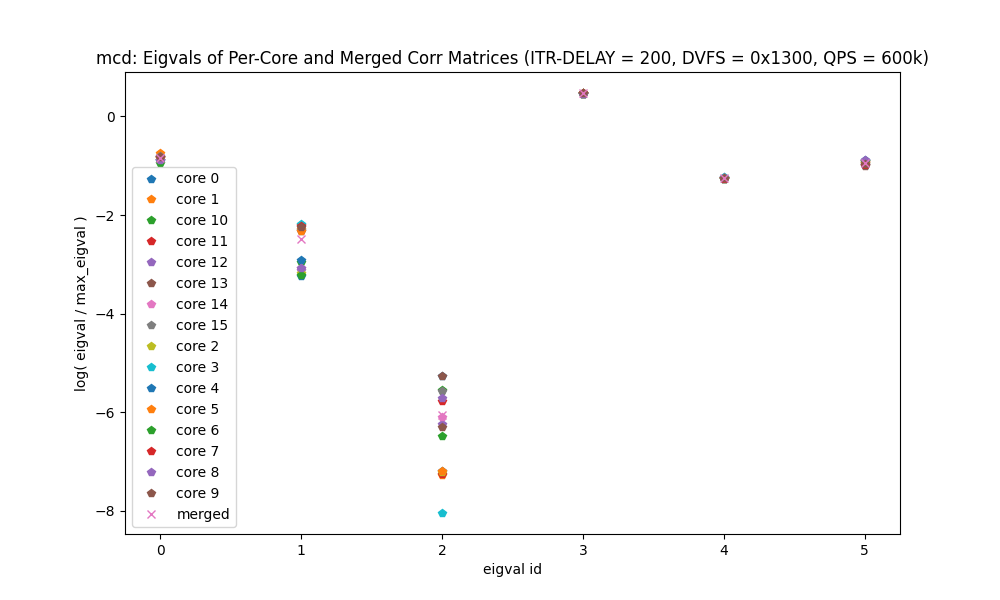 mcd: Eigvals of Per-Core and Merged Corr Matrices (ITR-DELAY = 200, DVFS = 0x1300, QPS = 600k)
log( eigval / max_eigval )
0
−2
−4
−6
−8
core 0
core 1
core 10
core 11
core 12
core 13
core 14
core 15
core 2
core 3
core 4
core 5
core 6
core 7
core 8
core 9
merged
0 1 2 3 4 5
eigval id